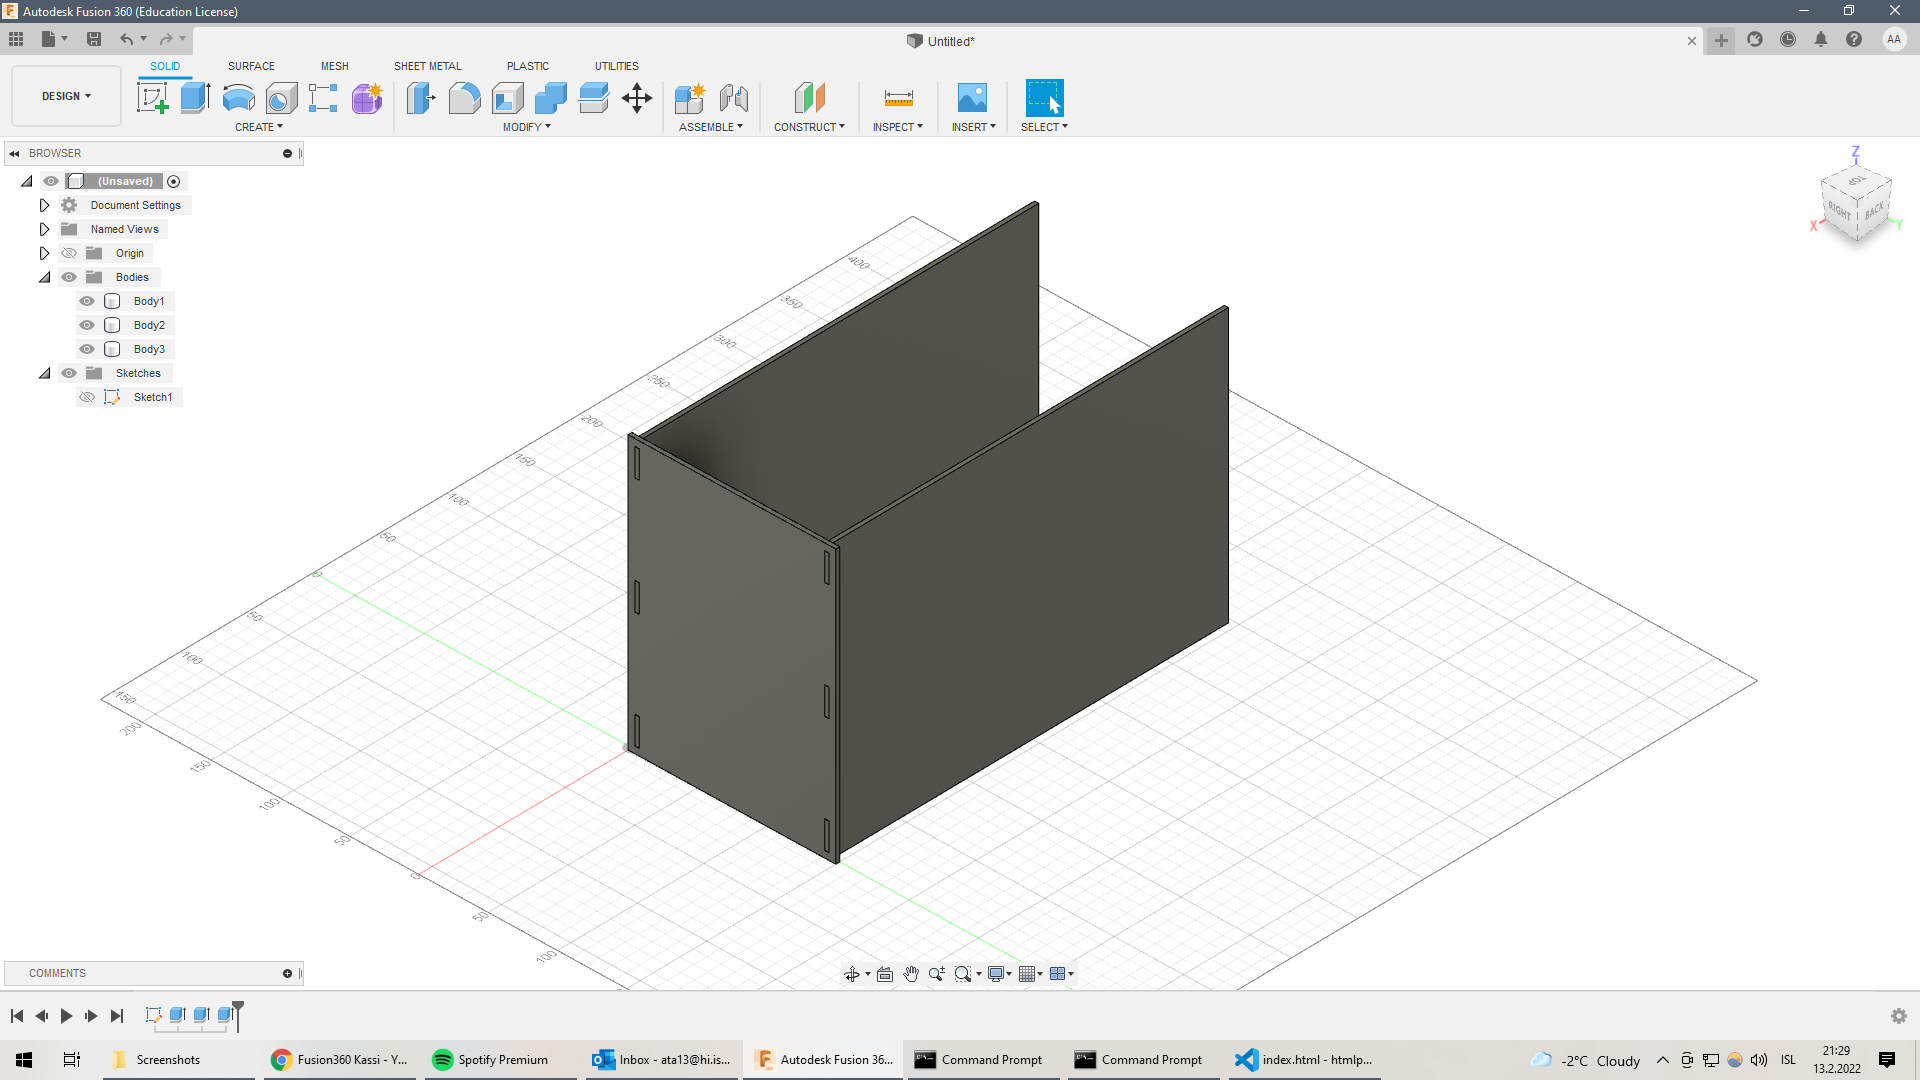 Autodesk Fusion 360 (Education License)
Untitled*
AA
DESIGN
SOLID SURFACE MESH SHEET METAL PLASTIC UTILITIES
CREATE MODIFY ASSEMBLE CONSTRUCT INSPECT INSERT SELECT
BROWSER
(Unsaved)
Document Settings
Named Views
Origin
Bodies
Body1
Body2
Body3
Sketches
Sketch1
Z
TOP
RIGHT BACK
X Y
400
350
300
250
200
150
100
50
0
50
100
150
200
150
100
50
0
50
100
COMMENTS
Screenshots
Fusion360 Kassi - Y...
Spotify Premium
Inbox - ata13@hi.is...
Autodesk Fusion 36...
Command Prompt
Command Prompt
index.html - htmlp...
-2°C Cloudy
ISL
21:29
13.2.2022